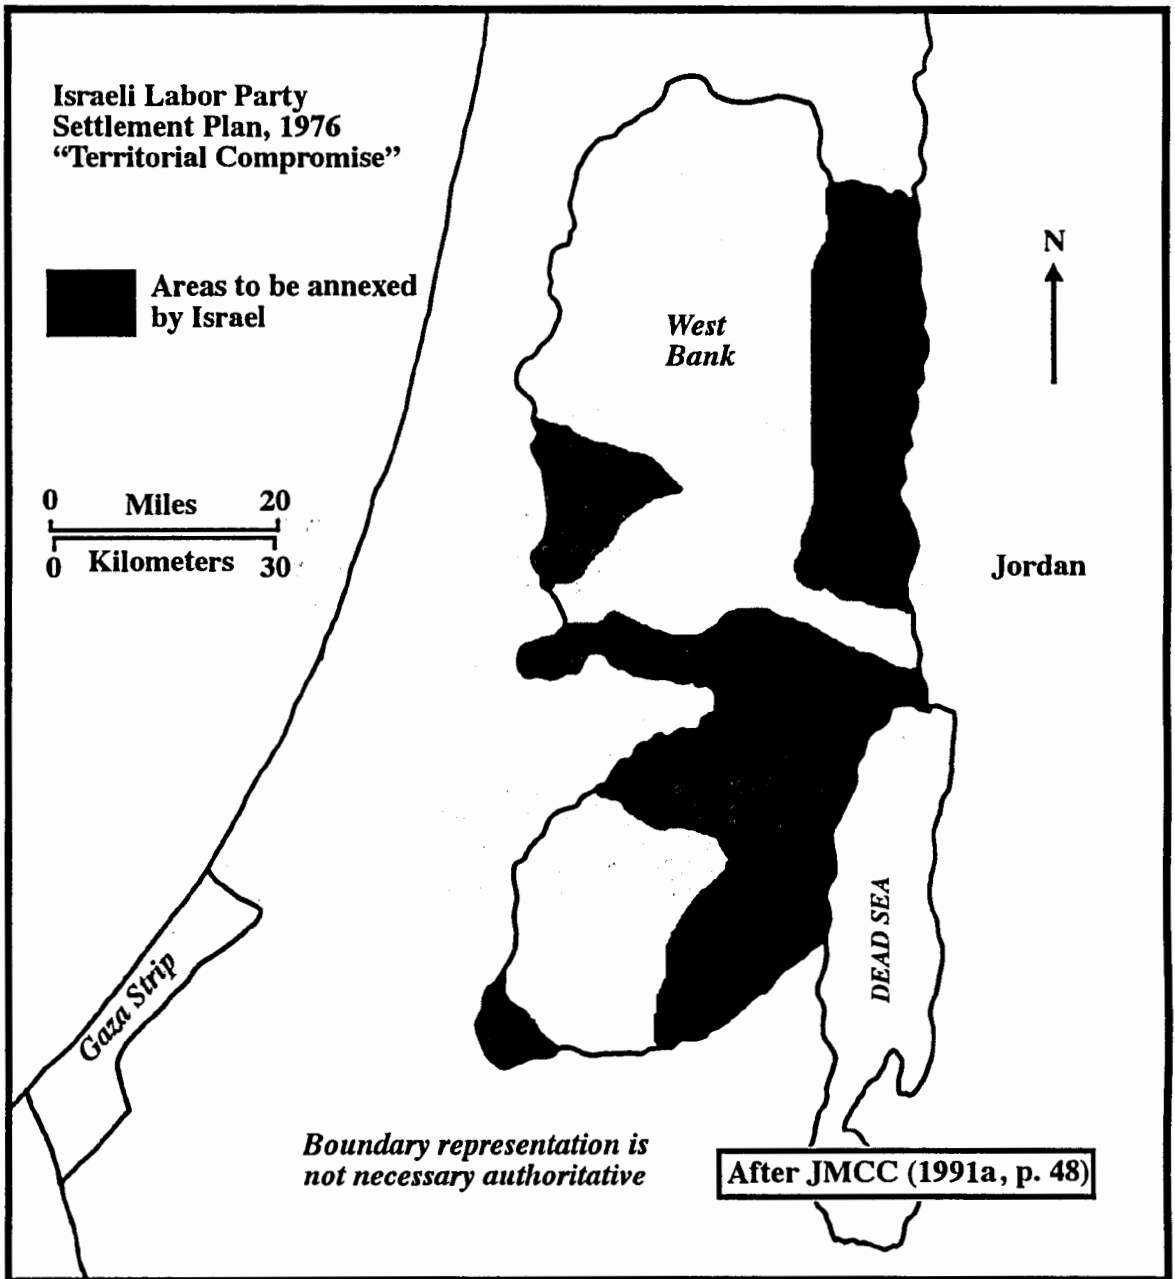 Israeli Labor Party
Settlement Plan, 1976
“Territorial Compromise”
Areas to be annexed
by Israel
N
West
Bank
0 Miles 20
0 Kilometers 30
Jordan
DEAD SEA
Gaza Strip
Boundary representation is
not necessary authoritative
After JMCC (1991a, p. 48)